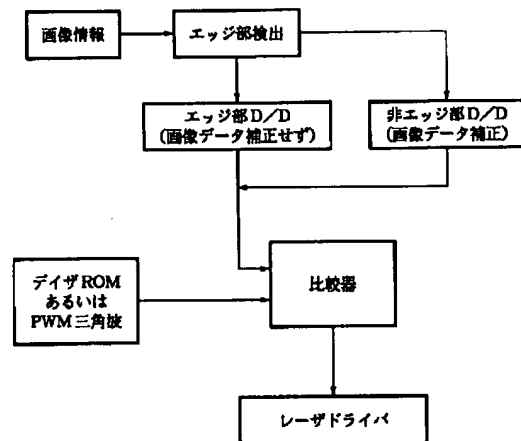 画像情報
エッジ部検出
エッジ部D/D
(画像データ補正せず)
非エッジ部D/D
(画像データ補正)
デイザROM
あるいは
PWM三角波
比較器
レーザドライバ